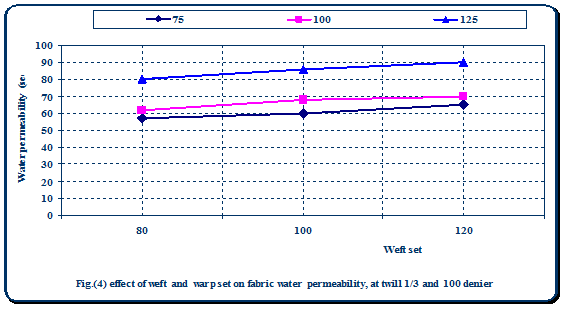 75 100 125
Water permeability (se
100
90
80
70
60
50
40
30
20
10
0
80 100 120
Weft set
Fig.(4) effect of weft and warp set on fabric water permeability, at twill 1/3 and 100 denier